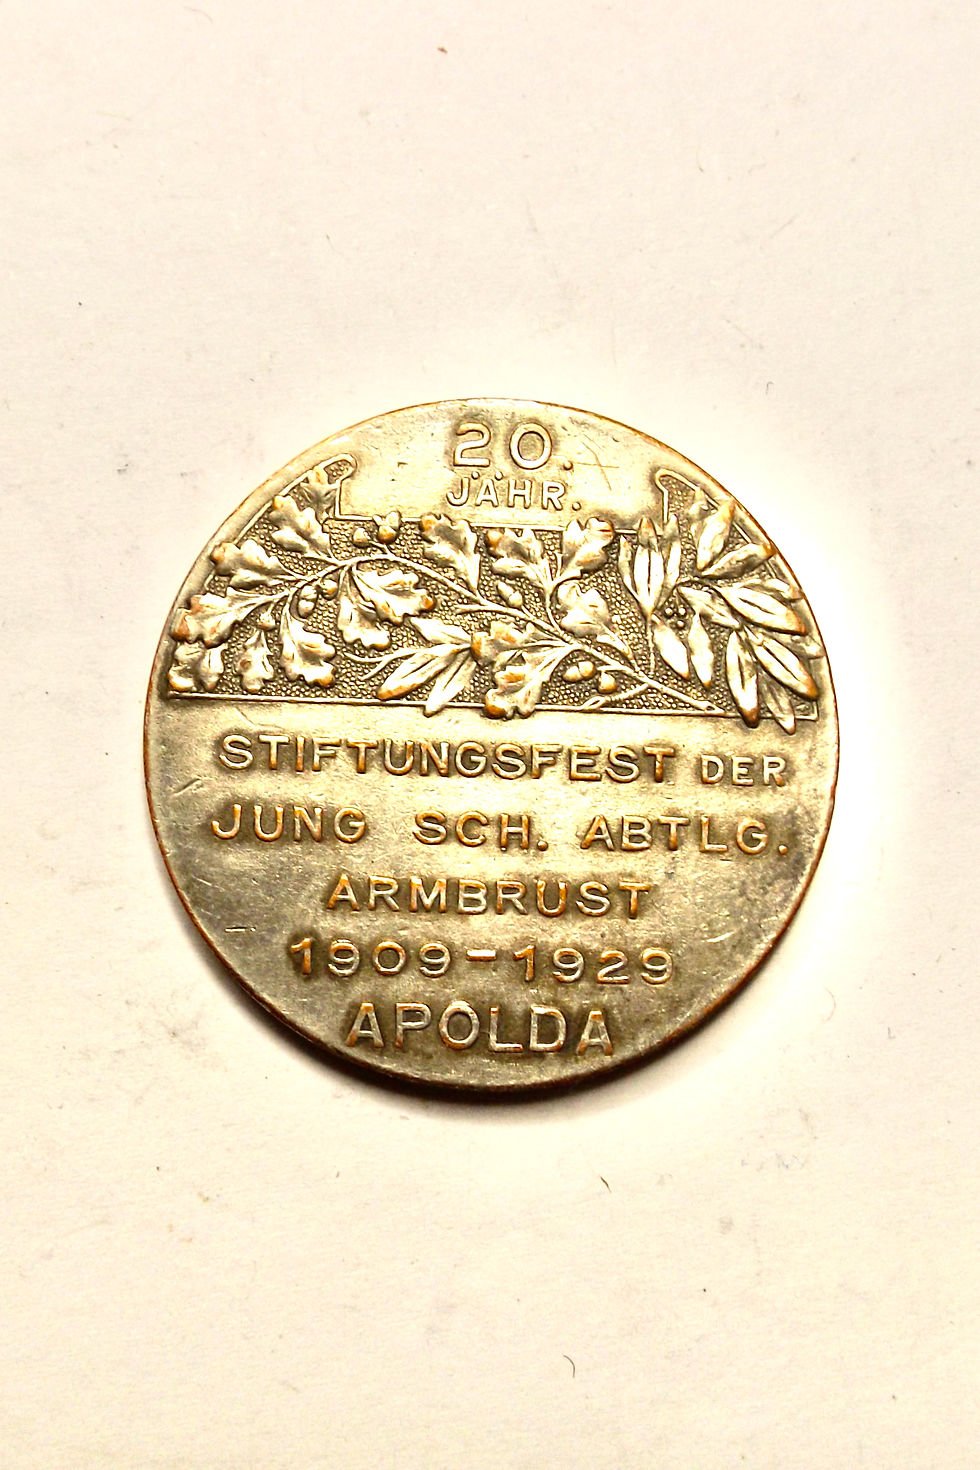 20.
JÄHR.
STIFTUNGSFEST DER
JUNG SCH. ABTLG.
ARMBRUST
1909-1929
APOLDA